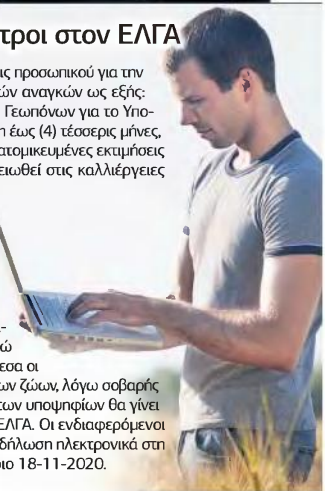 τροι στον ΕΛΓΑ
ις προσωπικού για την
ών αναγκών ως εξής:
Γεωπόνων για το Υπο-
η έως (4) τέσσερις μήνες,
ατομικευμένες εκτιμήσεις
ειωθεί στις καλλιέργειες
-
ώ
εσα οι
ων ζώων, λόγω σοβαρής
των υποψηφίων θα γίνει
ΕΛΓΑ. Οι ενδιαφερόμενοι
δήλωση ηλεκτρονικά στη
ιο 18-11-2020.